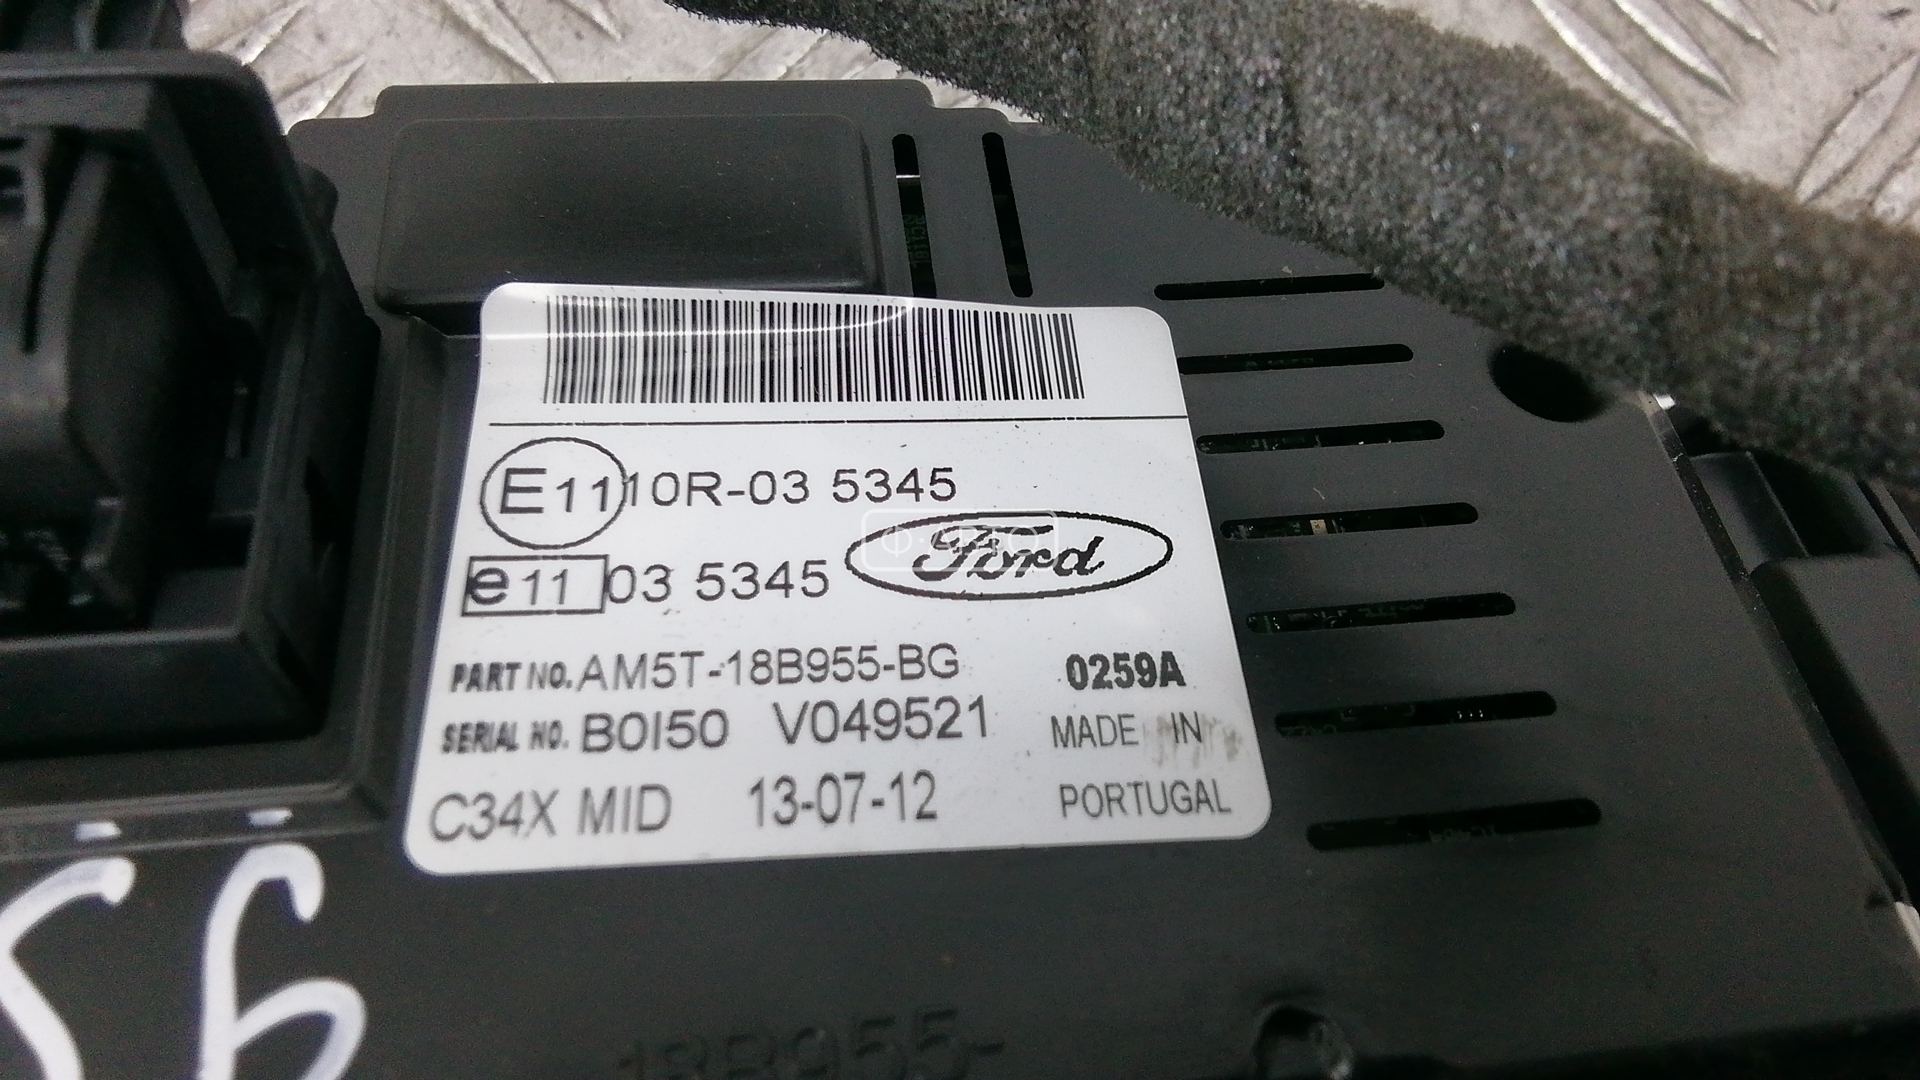 E11 10R-03 5345
e11 03 5345
Ford
PART NO. AM5T-18B955-BG 0259A
SERIAL NO. B0I50 V049521 MADE IN
C34X MID 13-07-12 PORTUGAL
18B955-